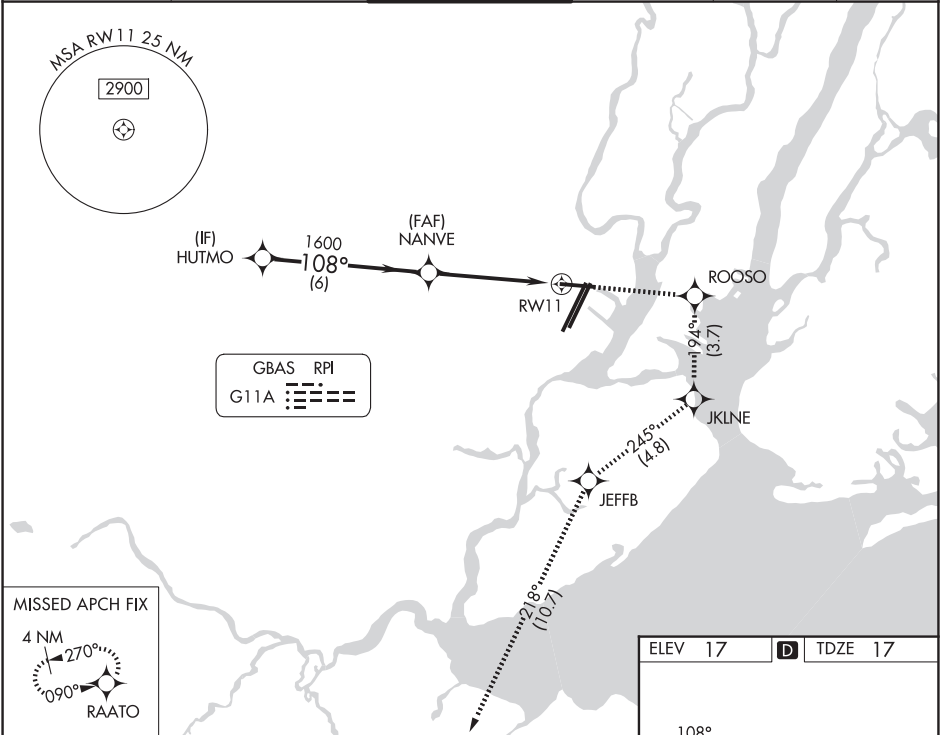 MSA RW11 25 NM
2900
(IF)
HUTMO
1600
108°
(6)
(FAF)
NANVE
RW11
ROOSO
194°
(3.7)
JKLNE
245°
(4.8)
JEFFB
218°
(10.7)
GBAS RPI
G11A
MISSED APCH FIX
4 NM
270°
090°
RAATO
ELEV 17 D TDZE 17
108°